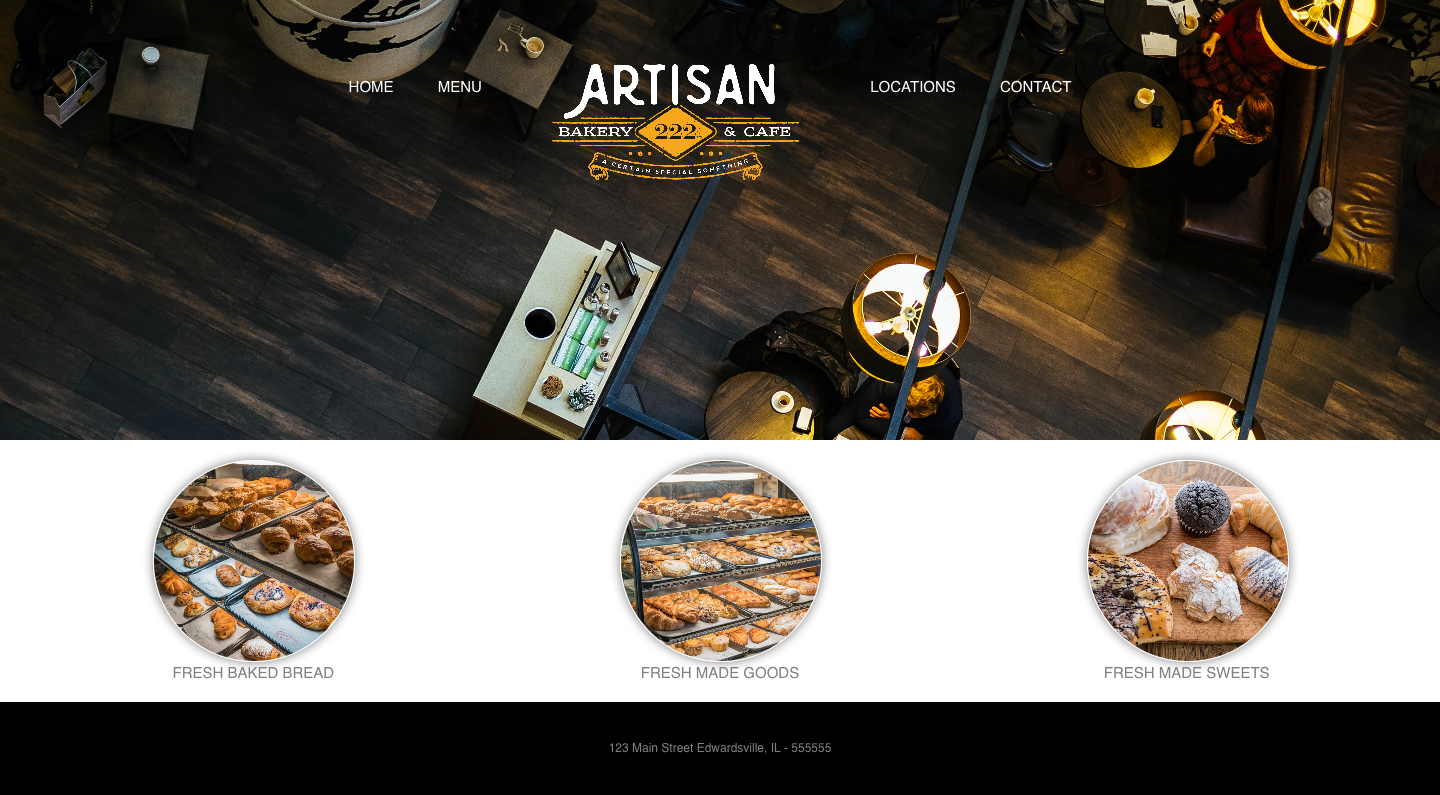 HOME
MENU
ARTISAN
BAKERY 222 & CAFE
A CERTAIN SPECIAL SOMETHING
LOCATIONS
CONTACT
FRESH BAKED BREAD
FRESH MADE GOODS
FRESH MADE SWEETS
123 Main Street Edwardsville, IL - 555555